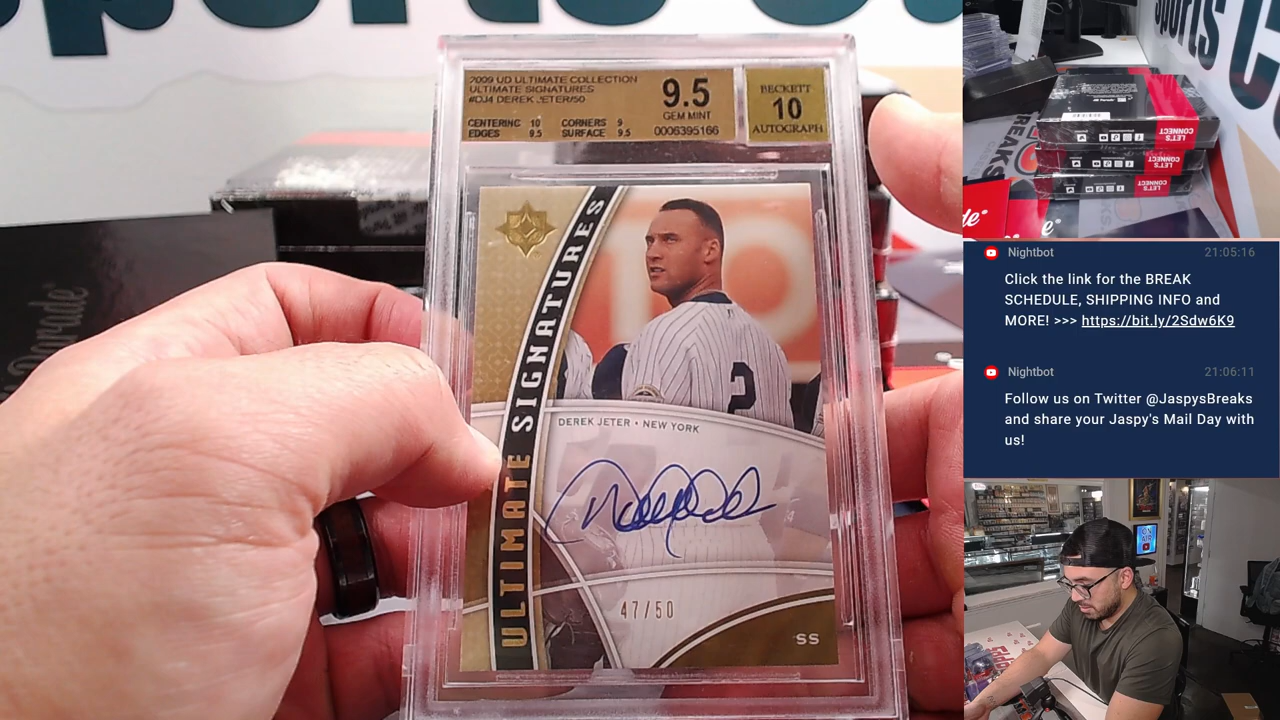 2009 UD ULTIMATE COLLECTION
ULTIMATE SIGNATURES
#DJ4 DEREK JETER/50
CENTERING 10 CORNERS 9
EDGES 9.5 SURFACE 9.5
9.5
GEM MINT
0006395166
BECKETT
10
AUTOGRAPH
ULTIMATE SIGNATURES
2
DEREK JETER • NEW YORK
47/50
SS
sports
LET'S
CONNECT
LET'S
CONNECT
LET'S
CONNECT
Nightbot 21:05:16
Click the link for the BREAK
SCHEDULE, SHIPPING INFO and
MORE! >>> https://bit.ly/2Sdw6K9
Nightbot 21:06:11
Follow us on Twitter @JaspysBreaks
and share your Jaspy's Mail Day with
us!
ON
AIR